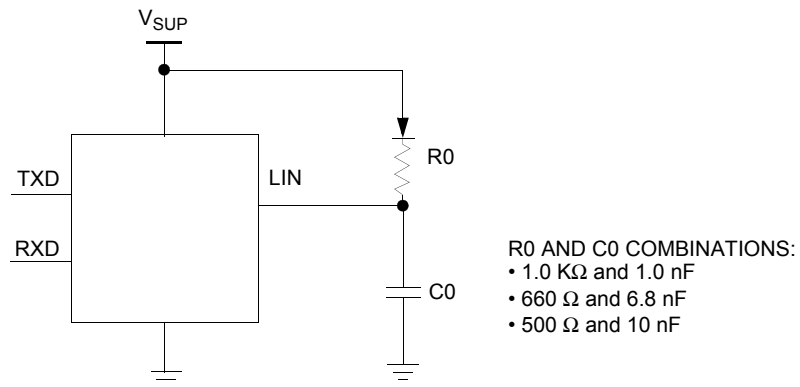 VSUP
R0
TXD
LIN
RXD
C0
R0 AND C0 COMBINATIONS:
• 1.0 KΩ and 1.0 nF
• 660 Ω and 6.8 nF
• 500 Ω and 10 nF